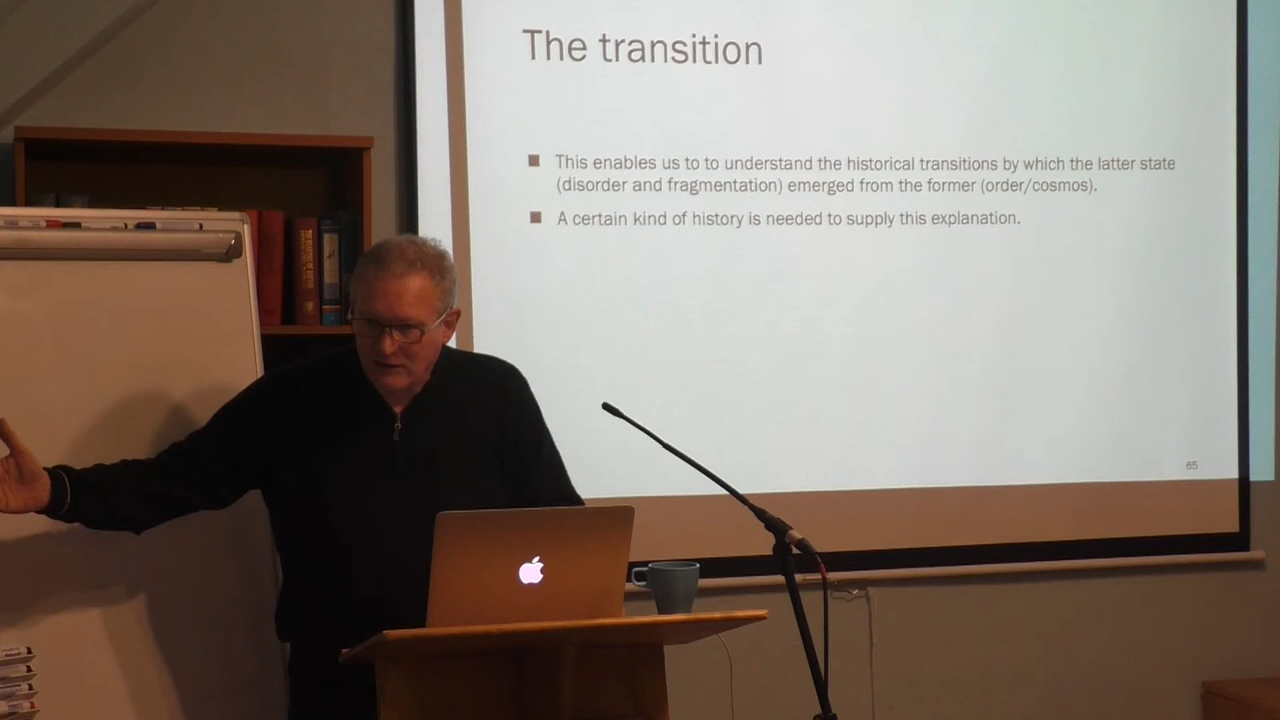 The transition
This enables us to to understand the historical transitions by which the latter state
(disorder and fragmentation) emerged from the former (order/cosmos).
A certain kind of history is needed to supply this explanation.
65